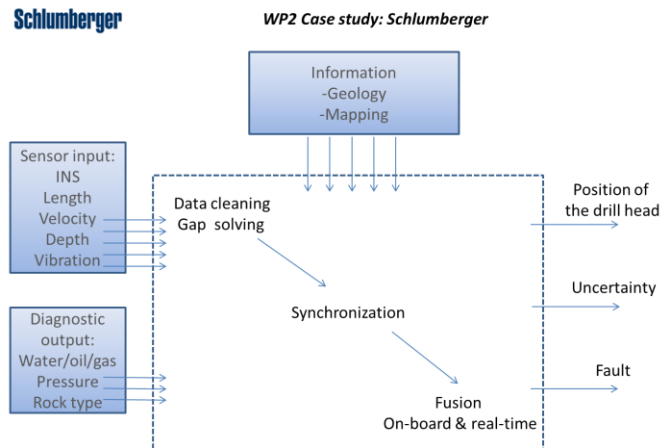 Schlumberger
WP2 Case study: Schlumberger
Information
-Geology
-Mapping
Sensor input:
INS
Length
Velocity
Depth
Vibration
Diagnostic
output:
Water/oil/gas
Pressure
Rock type
Data cleaning
Gap solving
Synchronization
Fusion
On-board & real-time
Position of
the drill head
Uncertainty
Fault